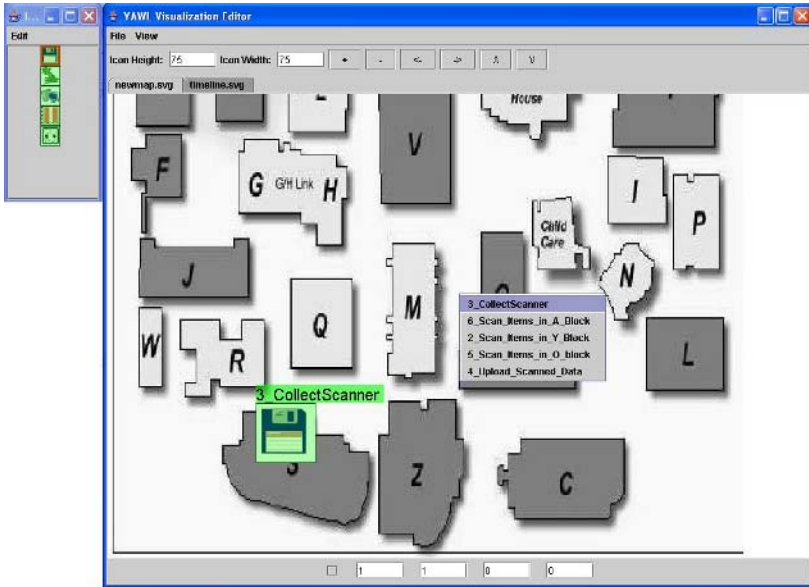 I...
YAWL Visualization Editor
Edit
File View
Icon Height: 75 Icon Width: 75 + - <- -> Λ V
newmap.svg timeline.svg
House
V
F
G G/H Link H
I
P
Child
Care
J
N
M
Q
W
R
L
3_CollectScanner
6_Scan_Items_in_A_Block
2_Scan_Items_in_Y_Block
5_Scan_Items_in_O_block
4_Upload_Scanned_Data
3_CollectScanner
S
Z
C
1 1 0 0